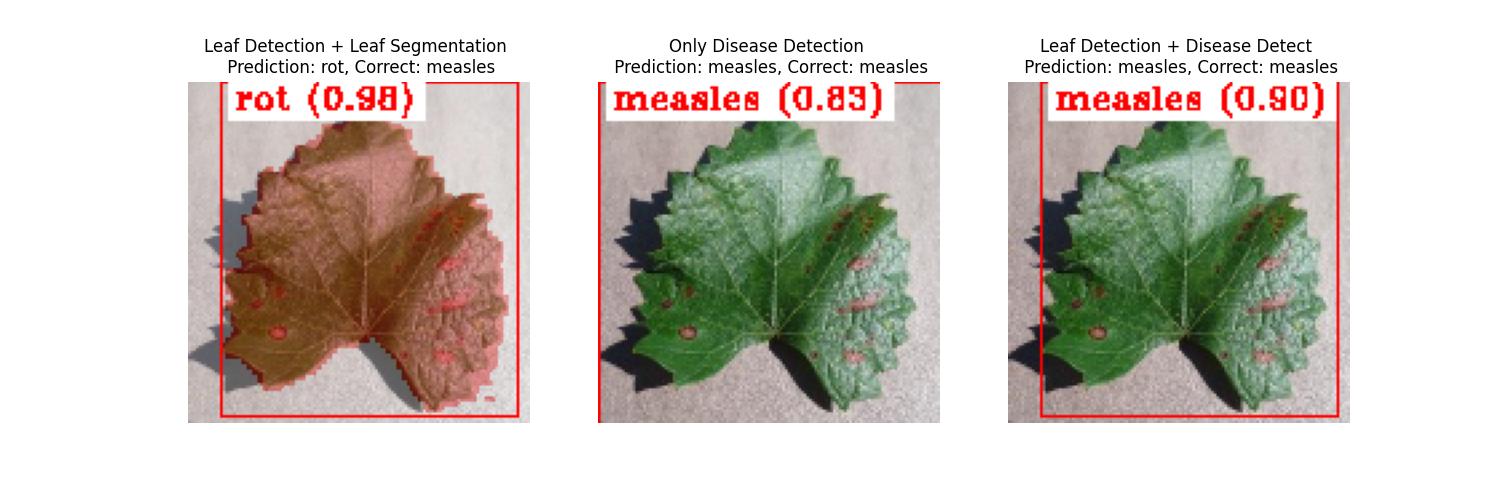 Leaf Detection + Leaf Segmentation
Prediction: rot, Correct: measles
rot (0.98)
Only Disease Detection
Prediction: measles, Correct: measles
measles (0.83)
Leaf Detection + Disease Detect
Prediction: measles, Correct: measles
measles (0.90)